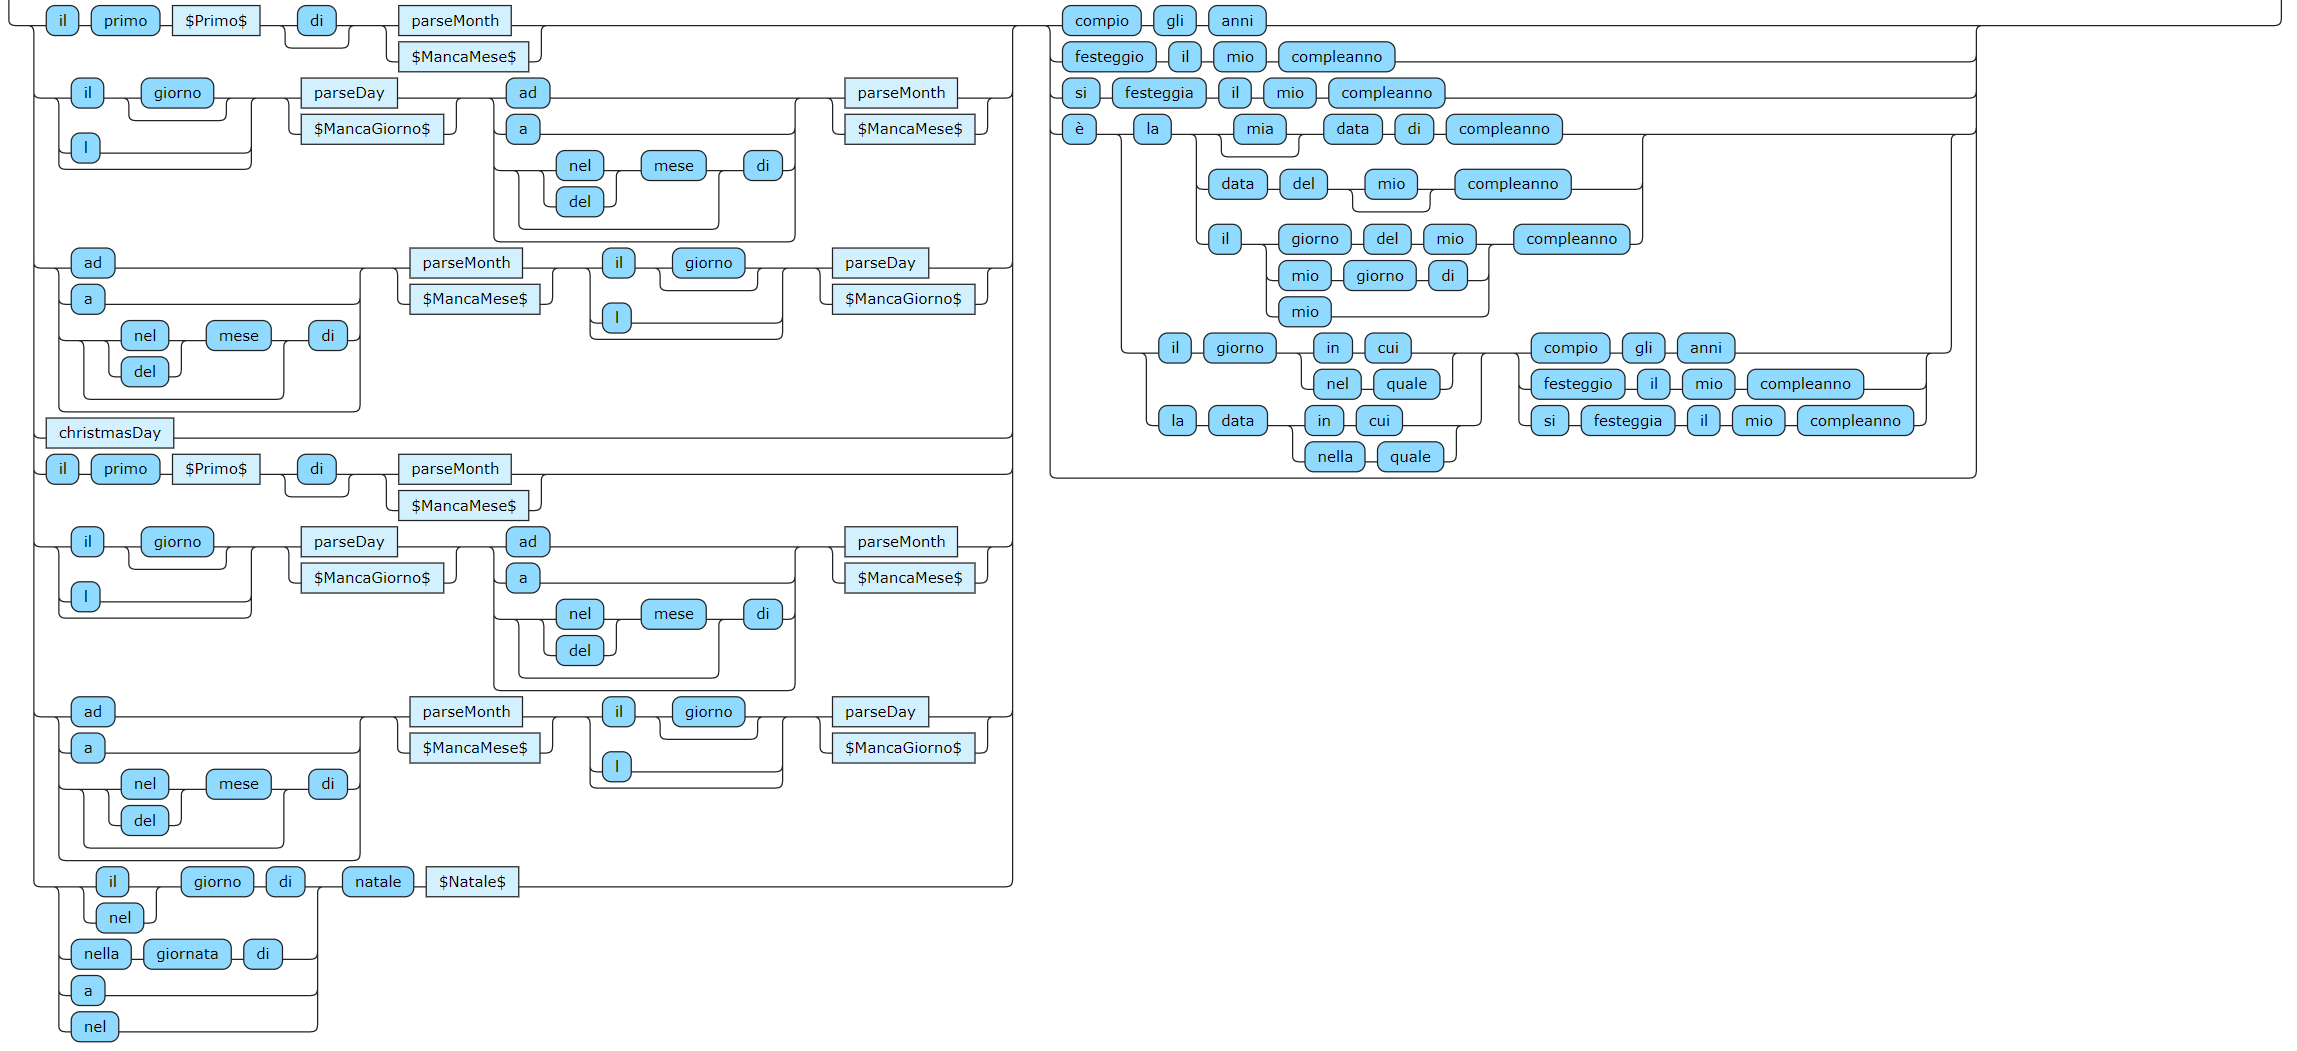 il primo $Primo$ di parseMonth compio gli anni
$MancaMese$ festeggio il mio compleanno
il giorno parseDay ad parseMonth si festeggia il mio compleanno
$MancaGiorno$ a $MancaMese$ è la mia data di compleanno
l
nel mese di
data del mio compleanno
del
il giorno del mio compleanno
ad parseMonth il giorno parseDay
mio giorno di
a $MancaMese$ $MancaGiorno$
mio
l
nel mese di
il giorno in cui compio gli anni
del
nel quale festeggio il mio compleanno
la data in cui si festeggia il mio compleanno
christmasDay
nella quale
il primo $Primo$ di parseMonth
$MancaMese$
il giorno parseDay ad parseMonth
$MancaGiorno$ a $MancaMese$
l
nel mese di
del
ad parseMonth il giorno parseDay
a $MancaMese$ $MancaGiorno$
l
nel mese di
del
il giorno di natale $Natale$
nel
nella giornata di
a
nel